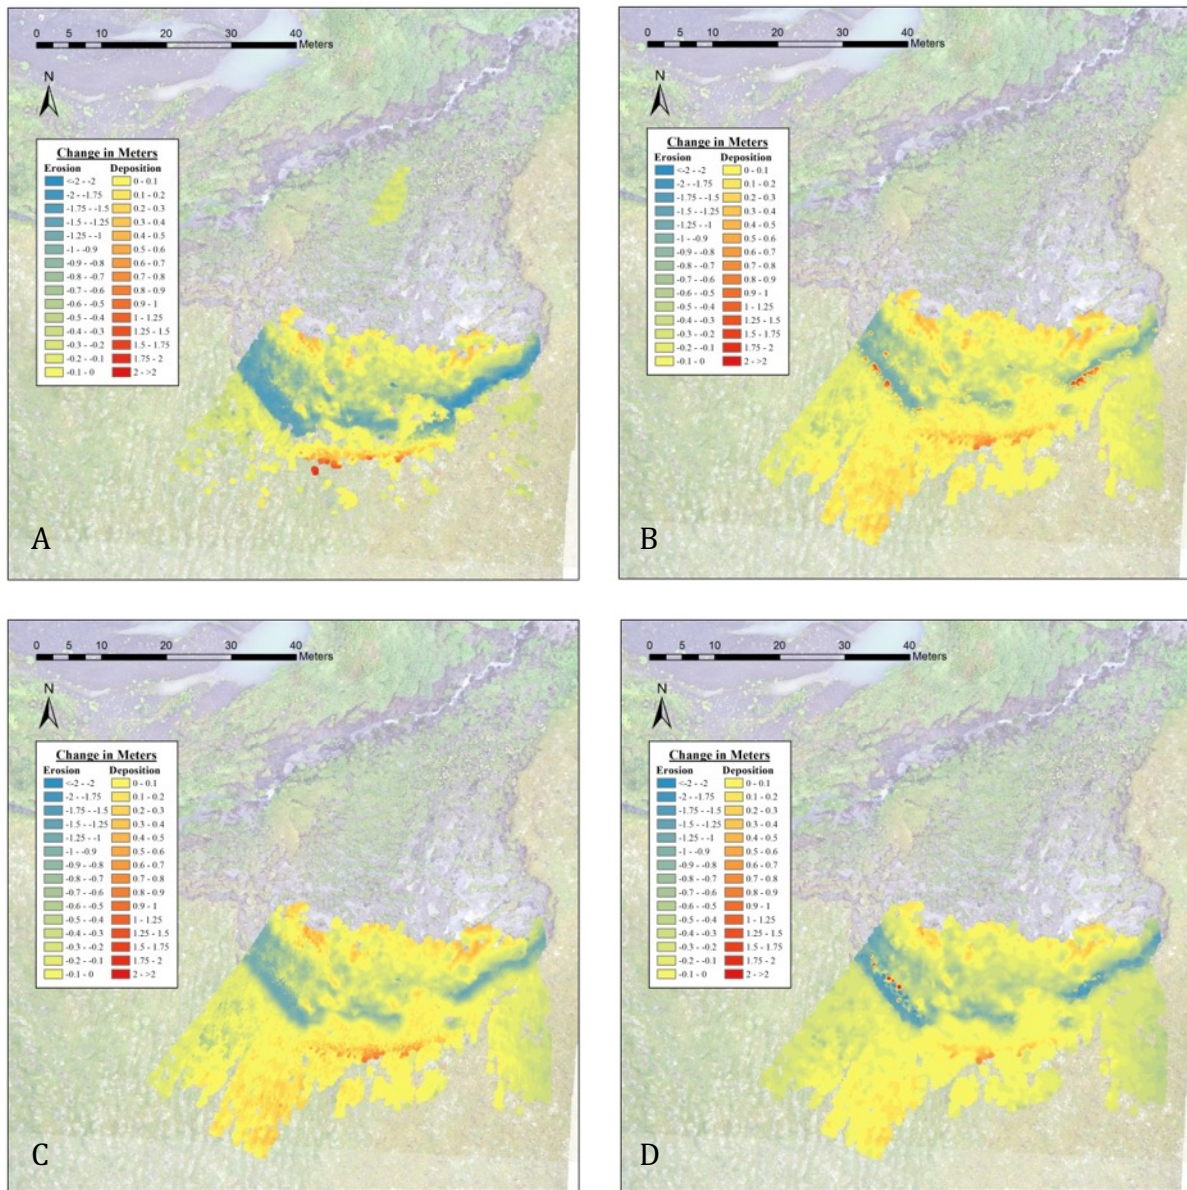 0 10 20 30 40
Meters
N
Change in Meters
Erosion Deposition
<-2 - -2 0 - 0.1
-2 - -1.75 0.1 - 0.2
-1.75 - -1.5 0.2 - 0.3
-1.5 - -1.25 0.3 - 0.4
-1.25 - -1 0.4 - 0.5
-1 - -0.9 0.5 - 0.6
-0.9 - -0.8 0.6 - 0.7
-0.8 - -0.7 0.7 - 0.8
-0.7 - -0.6 0.8 - 0.9
-0.6 - -0.5 0.9 - 1
-0.5 - -0.4 1 - 1.25
-0.4 - -0.3 1.25 - 1.5
-0.3 - -0.2 1.5 - 1.75
-0.2 - -0.1 1.75 - 2
-0.1 - 0 2 - >2
A
0 10 20 30 40
Meters
N
Change in Meters
Erosion Deposition
<-2 - -2 0 - 0.1
-2 - -1.75 0.1 - 0.2
-1.75 - -1.5 0.2 - 0.3
-1.5 - -1.25 0.3 - 0.4
-1.25 - -1 0.4 - 0.5
-1 - -0.9 0.5 - 0.6
-0.9 - -0.8 0.6 - 0.7
-0.8 - -0.7 0.7 - 0.8
-0.7 - -0.6 0.8 - 0.9
-0.6 - -0.5 0.9 - 1
-0.5 - -0.4 1 - 1.25
-0.4 - -0.3 1.25 - 1.5
-0.3 - -0.2 1.5 - 1.75
-0.2 - -0.1 1.75 - 2
-0.1 - 0 2 - >2
B
0 10 20 30 40
Meters
N
Change in Meters
Erosion Deposition
<-2 - -2 0 - 0.1
-2 - -1.75 0.1 - 0.2
-1.75 - -1.5 0.2 - 0.3
-1.5 - -1.25 0.3 - 0.4
-1.25 - -1 0.4 - 0.5
-1 - -0.9 0.5 - 0.6
-0.9 - -0.8 0.6 - 0.7
-0.8 - -0.7 0.7 - 0.8
-0.7 - -0.6 0.8 - 0.9
-0.6 - -0.5 0.9 - 1
-0.5 - -0.4 1 - 1.25
-0.4 - -0.3 1.25 - 1.5
-0.3 - -0.2 1.5 - 1.75
-0.2 - -0.1 1.75 - 2
-0.1 - 0 2 - >2
C
0 10 20 30 40
Meters
N
Change in Meters
Erosion Deposition
<-2 - -2 0 - 0.1
-2 - -1.75 0.1 - 0.2
-1.75 - -1.5 0.2 - 0.3
-1.5 - -1.25 0.3 - 0.4
-1.25 - -1 0.4 - 0.5
-1 - -0.9 0.5 - 0.6
-0.9 - -0.8 0.6 - 0.7
-0.8 - -0.7 0.7 - 0.8
-0.7 - -0.6 0.8 - 0.9
-0.6 - -0.5 0.9 - 1
-0.5 - -0.4 1 - 1.25
-0.4 - -0.3 1.25 - 1.5
-0.3 - -0.2 1.5 - 1.75
-0.2 - -0.1 1.75 - 2
-0.1 - 0 2 - >2
D